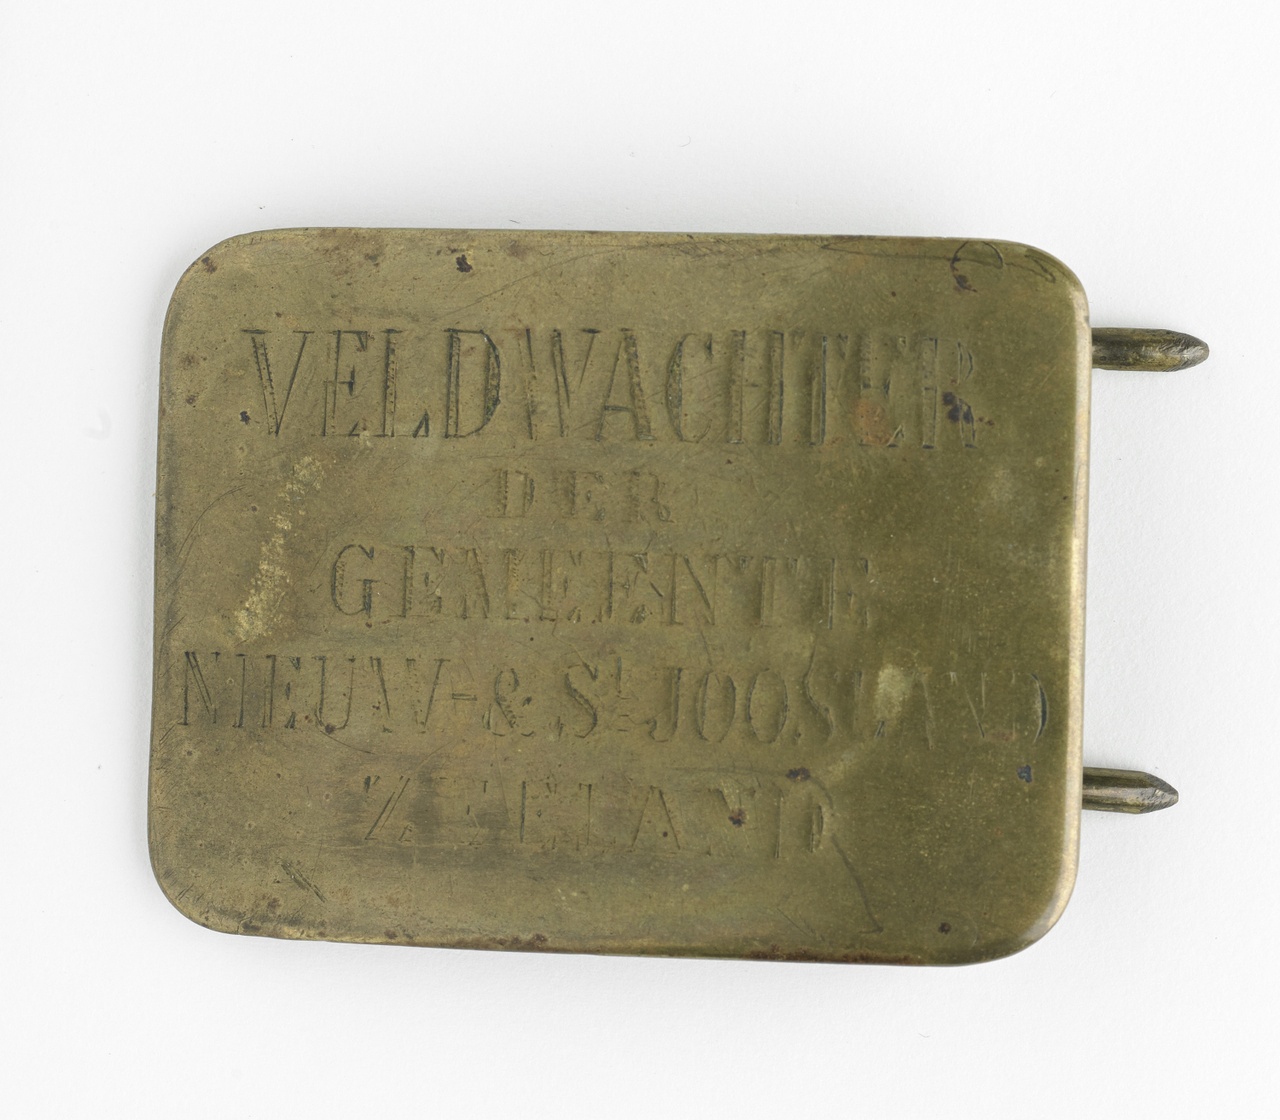 VELDWACHTER
DER
GEMEENTE
NIEUW- & St JOOSLAND
ZEELAND